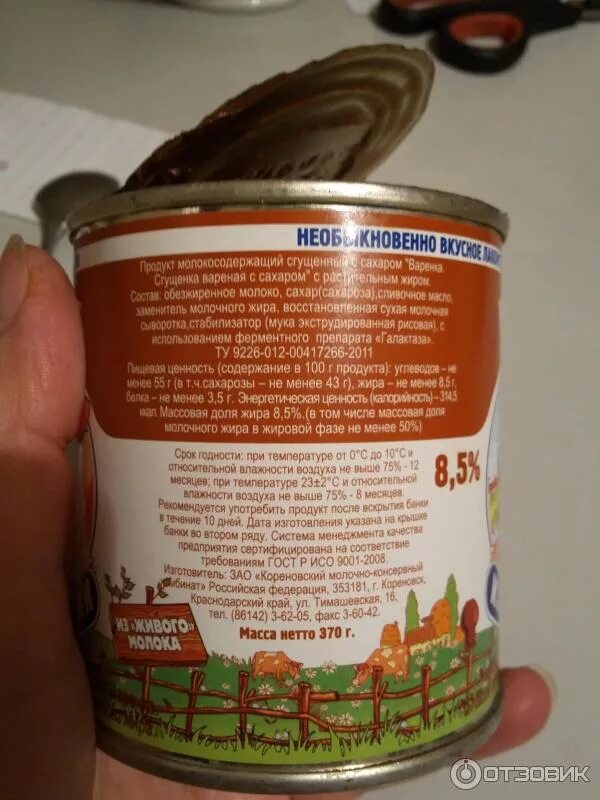 НЕОБЫКНОВЕННО ВКУСНОЕ
Продукт молокосодержащий сгущенный с сахаром "Варенка.
Сгущенка вареная с сахаром" с растительным жиром.
Состав: обезжиренное молоко, сахар(сахароза),сливочное масло,
заменитель молочного жира, восстановленная сухая молочная
сыворотка,стабилизатор (мука экструдированная рисовая), с
использованием ферментного препарата «Галактаза».
ТУ 9226-012-00417266-2011
Пищевая ценность (содержание в 100 г продукта): углеводов – не
менее 55 г (в т.ч.сахарозы – не менее 43 г), жира – не менее 8,5 г,
белка – не менее 3,5 г. Энергетическая ценность (калорийность) – 314,5
ккал. Массовая доля жира 8,5%.(в том числе массовая доля
молочного жира в жировой фазе не менее 50%)
Срок годности: при температуре от 0°С до 10°С и
относительной влажности воздуха не выше 75% - 12
месяцев; при температуре 23±2°С и относительной
влажности воздуха не выше 75% - 8 месяцев.
Рекомендуется употребить продукт после вскрытия банки
в течение 10 дней. Дата изготовления указана на крышке
банки во втором ряду. Система менеджмента качества
предприятия сертифицирована на соответствие
требованиям ГОСТ Р ИСО 9001-2008.
Изготовитель: ЗАО «Кореновский молочно-консервный
комбинат» Российская федерация, 353181, г. Кореновск,
Краснодарский край, ул. Тимашевская, 16,
тел. (86142) 3-62-05, факс 3-60-42.
Масса нетто 370 г.
8,5%
ИЗ «ЖИВОГО»
МОЛОКА
ОТЗОВИК